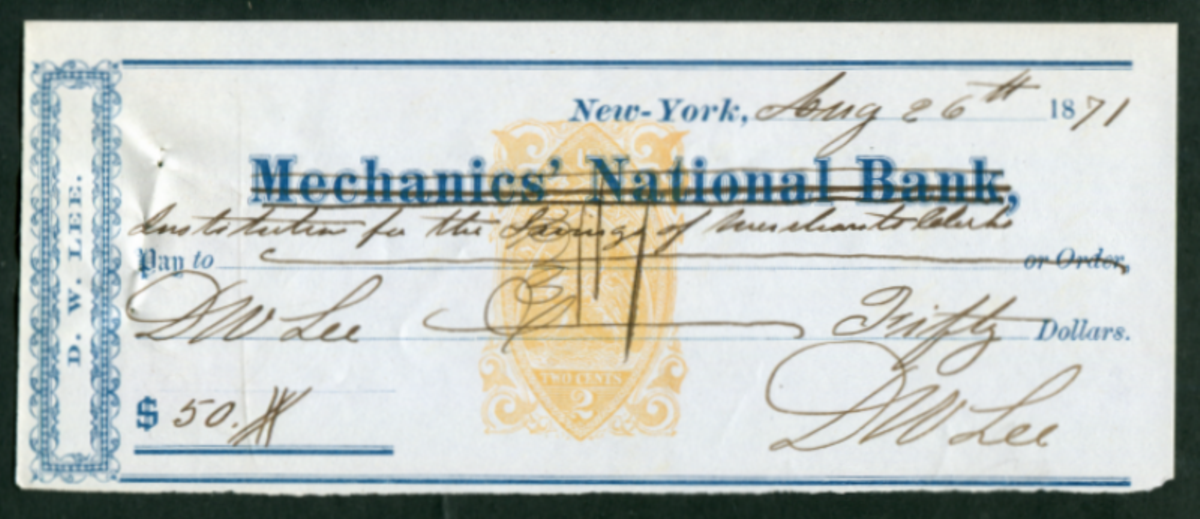 New-York, Aug 26th 1871
Mechanics' National Bank,
Institution for the Savings of Merchants Clerks
Pay to or Order,
D W Lee Fifty Dollars.
$ 50.
D W Lee
D. W. LEE.
TWO CENTS
2